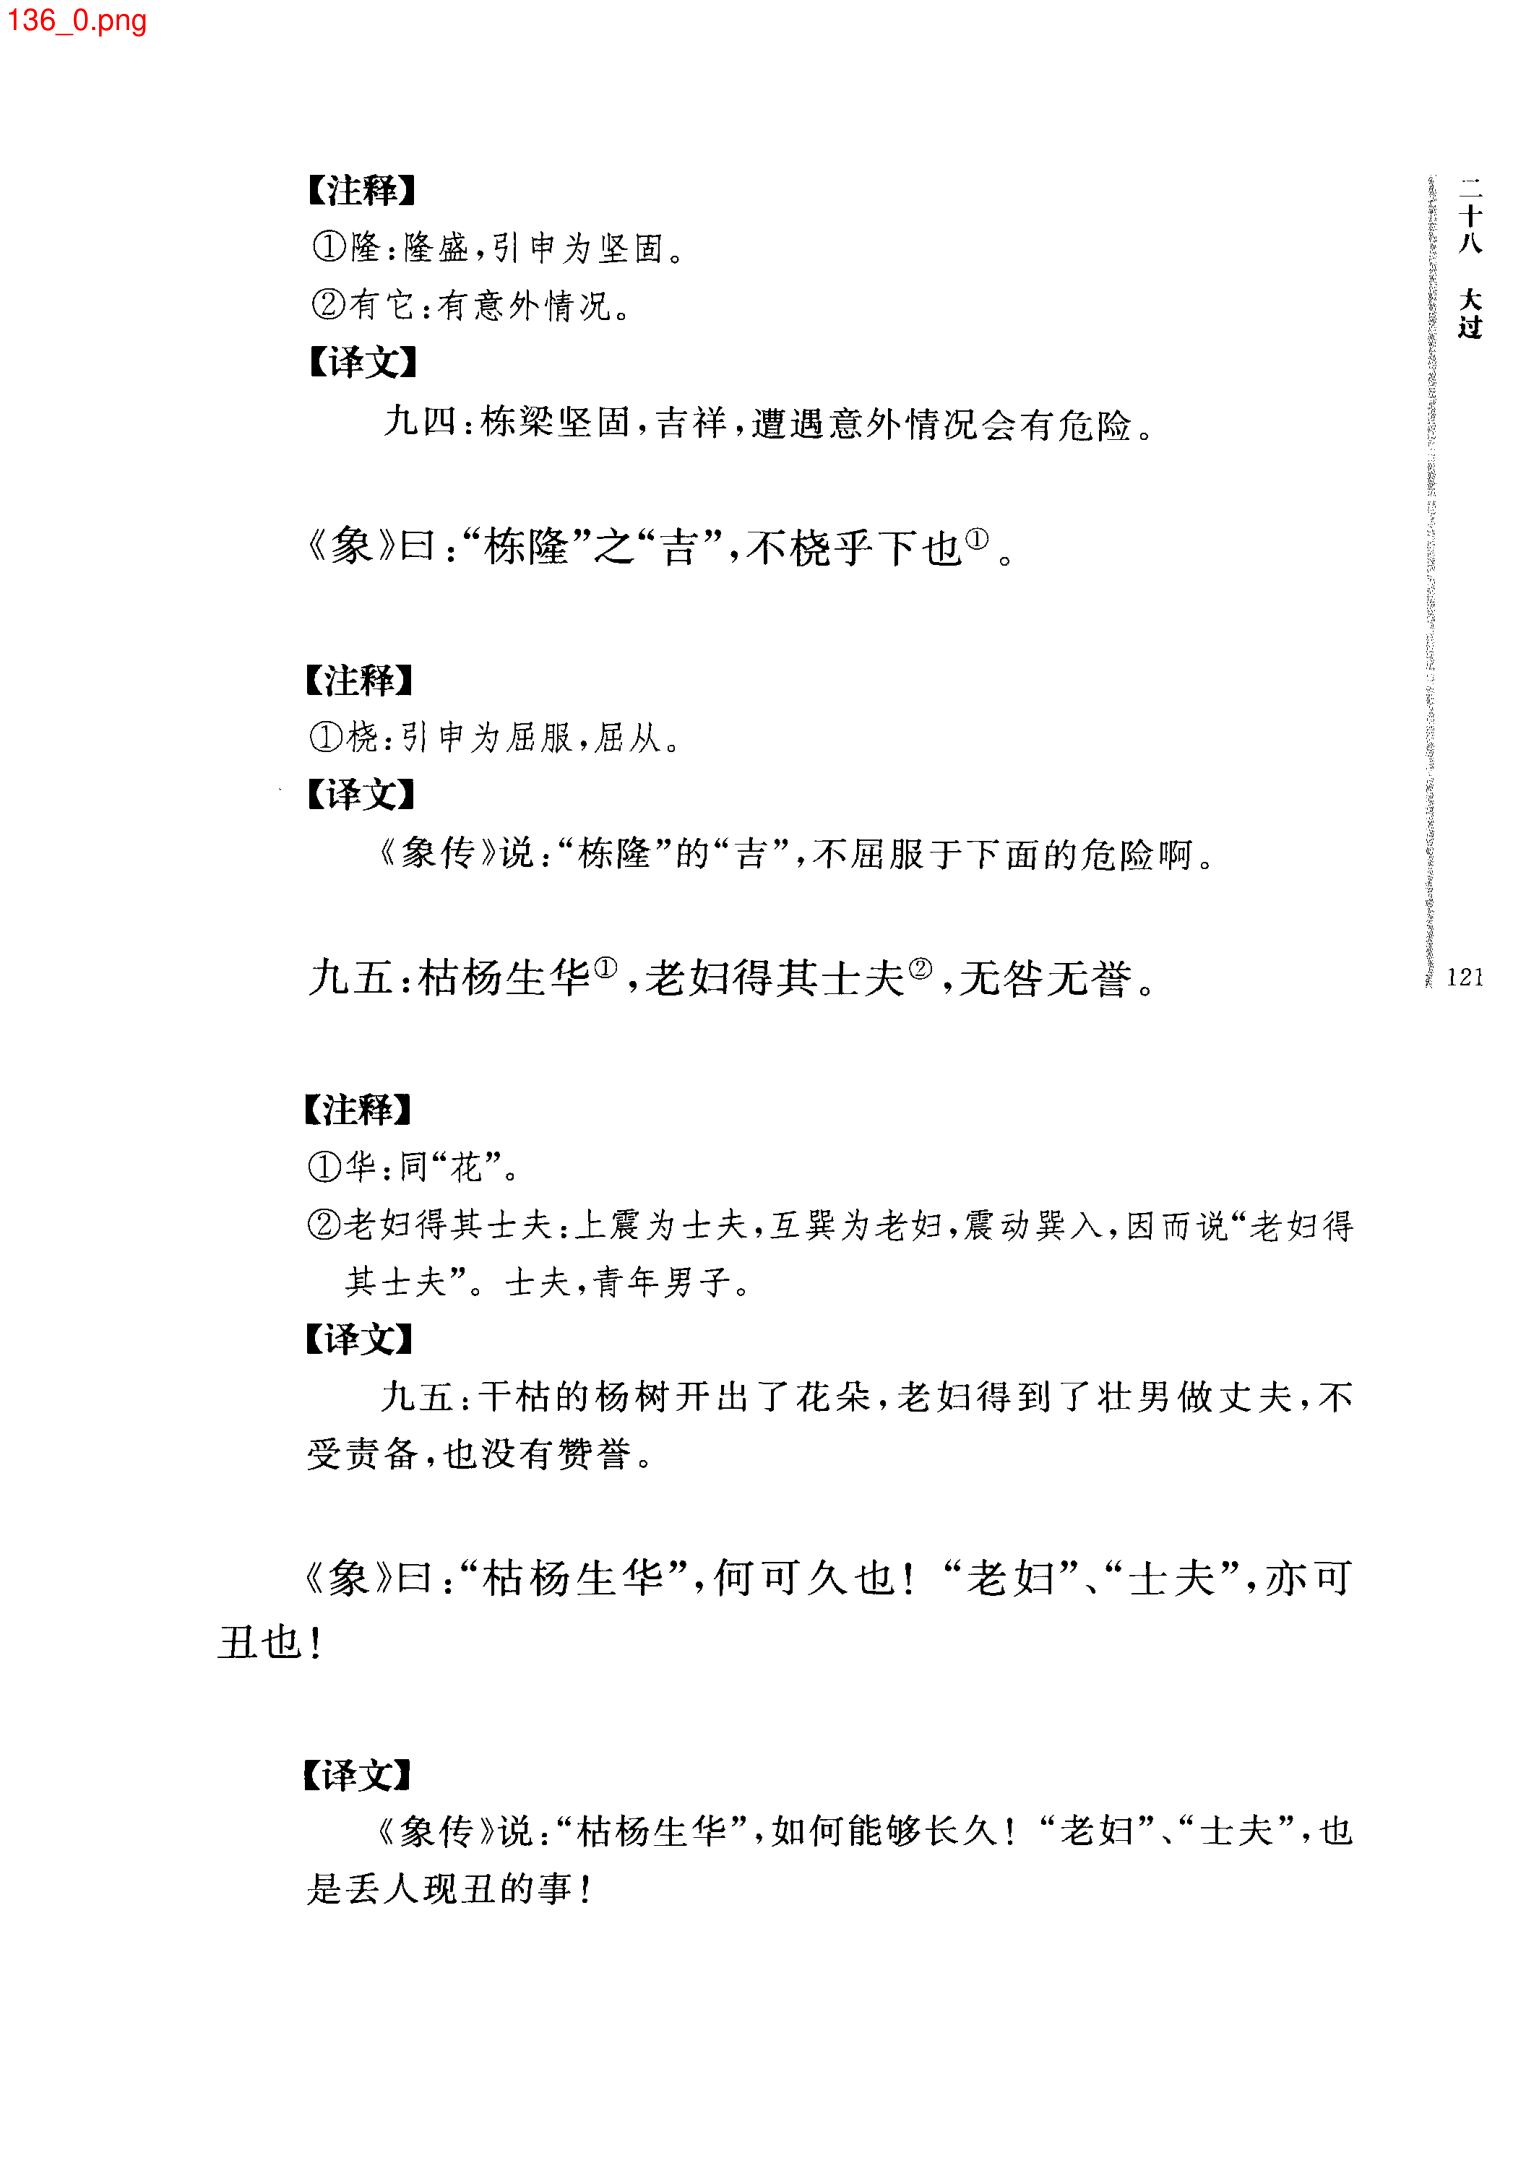 136_0.png
【注释】
①隆:隆盛,引申为坚固。
②有它:有意外情况。
【译文】
九四:栋梁坚固,吉祥,遭遇意外情况会有危险。
《象》曰:“栋隆”之“吉”,不桡乎下也①。
【注释】
①桡:引申为屈服,屈从。
【译文】
《象传》说:“栋隆”的“吉”,不屈服于下面的危险啊。
九五:枯杨生华①,老妇得其士夫②,无咎无誉。
【注释】
①华:同“花”。
②老妇得其士夫:上震为士夫,互巽为老妇,震动巽入,因而说“老妇得
其士夫”。士夫,青年男子。
【译文】
九五:干枯的杨树开出了花朵,老妇得到了壮男做丈夫,不
受责备,也没有赞誉。
《象》曰:“枯杨生华”,何可久也!“老妇”、“士夫”,亦可
丑也!
【译文】
《象传》说:“枯杨生华”,如何能够长久!“老妇”、“士夫”,也
是丢人现丑的事!
二十八 大过
121